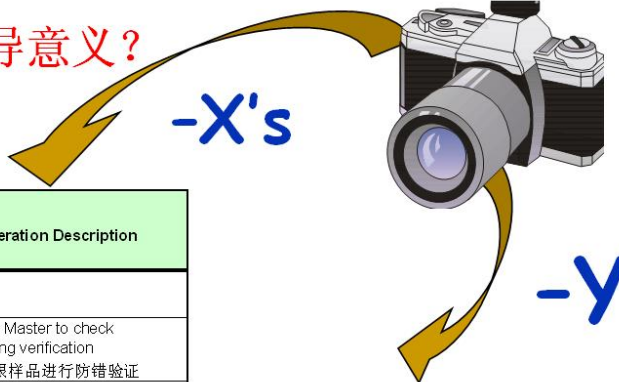 导意义?
-X's
eration Description
-Y
Master to check
ng verification
限样品进行防错验证